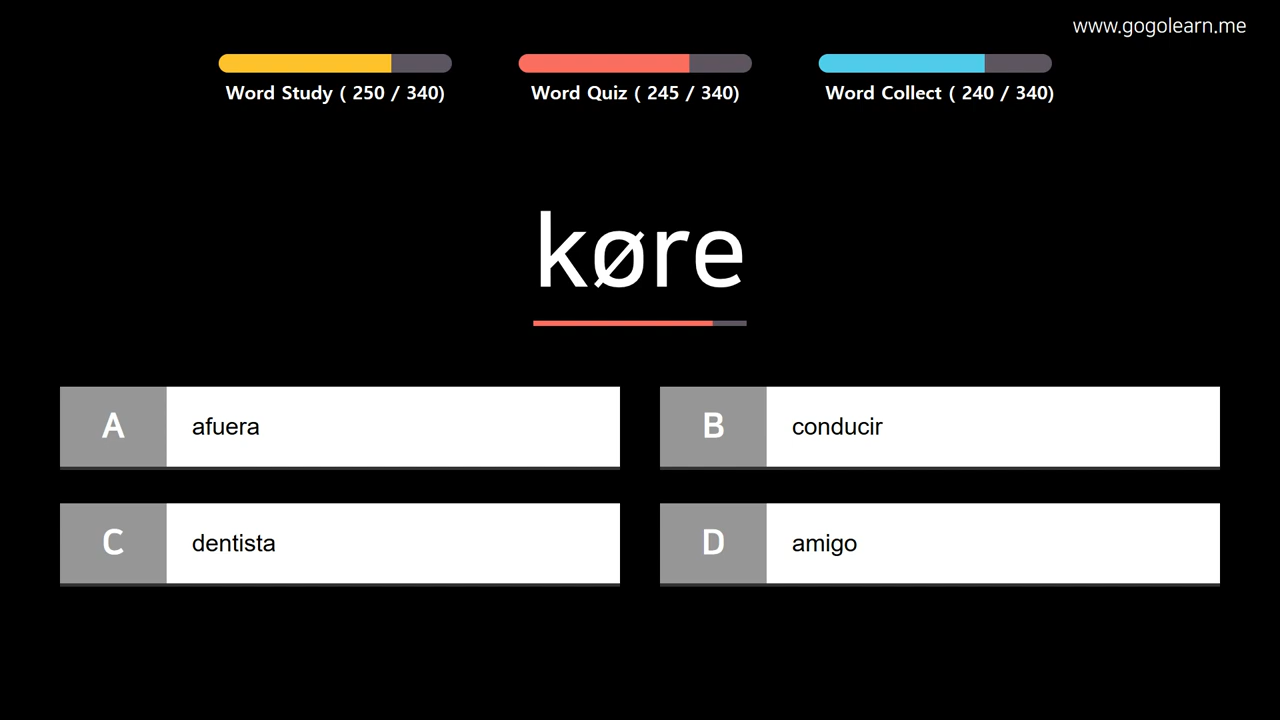 www.gogolearn.me
Word Study ( 250 / 340)
Word Quiz ( 245 / 340)
Word Collect ( 240 / 340)
køre
A afuera
B conducir
C dentista
D amigo